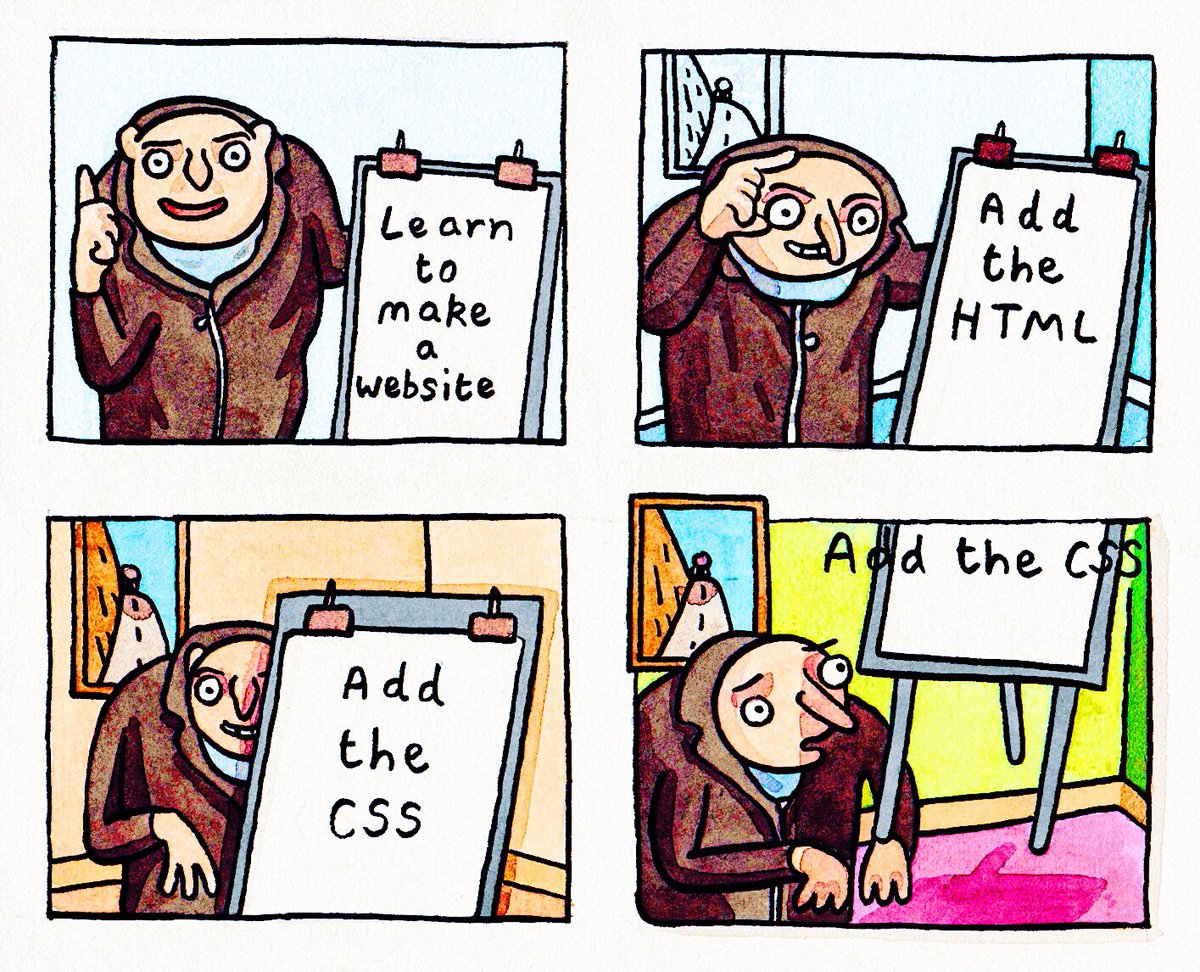 Learn
to
make
a
website
Add
the
HTML
Add
the
CSS
Add the CSS